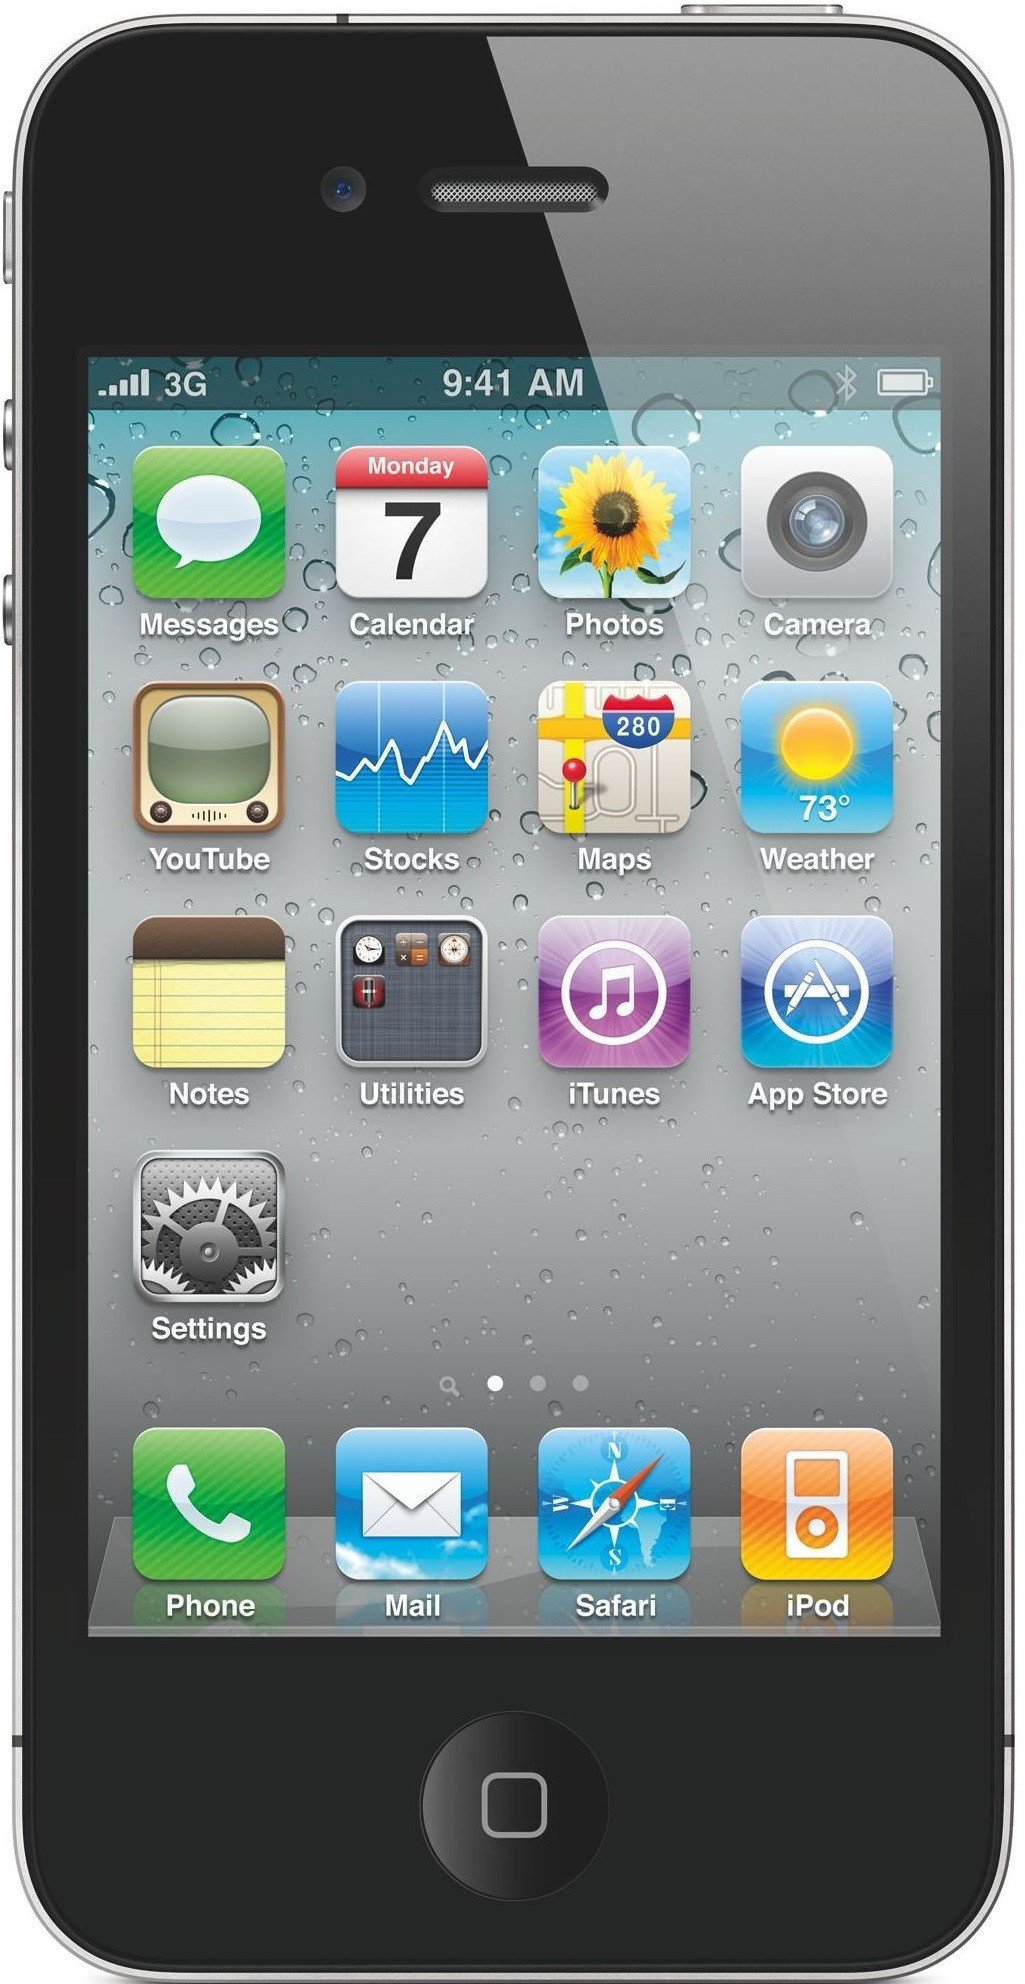 3G 9:41 AM
Monday
7
Messages Calendar Photos Camera
280
73°
YouTube Stocks Maps Weather
Notes Utilities iTunes App Store
Settings
N
W E
S
Phone Mail Safari iPod